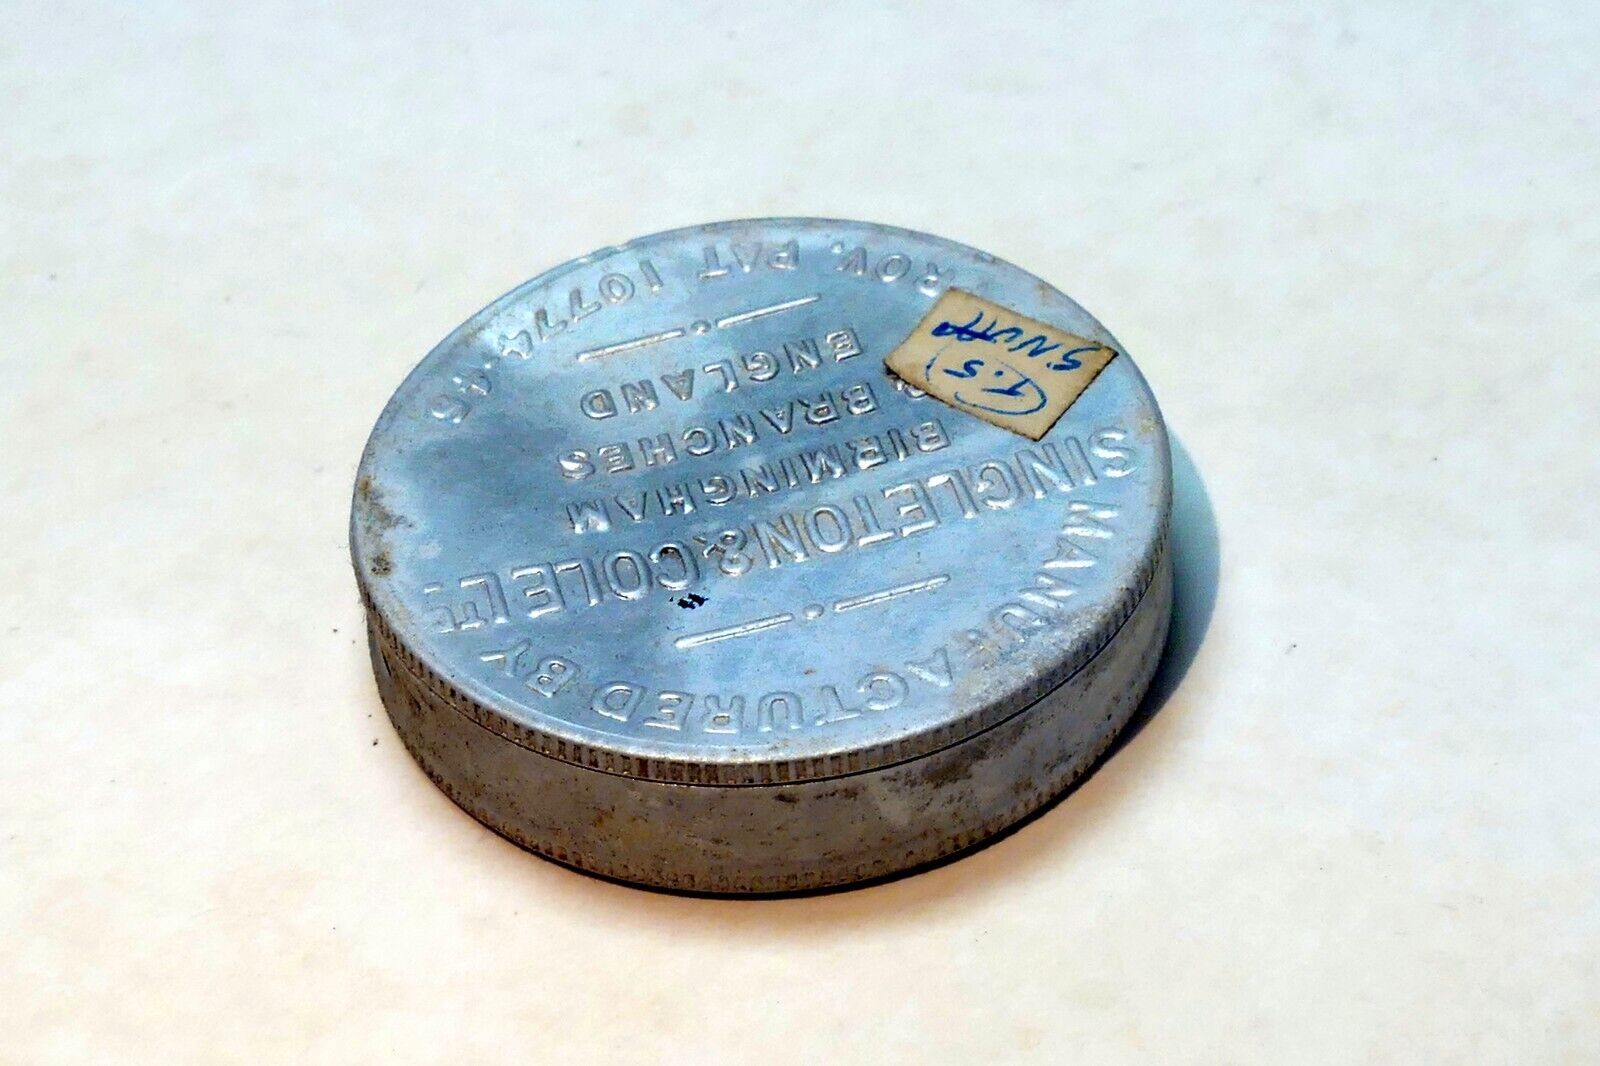 MANUFACTURED BY
SINGLETON & COLE LTD
BIRMINGHAM
& BRANCHES
ENGLAND
PROV. PAT 10774·45
T.S
SNUFF